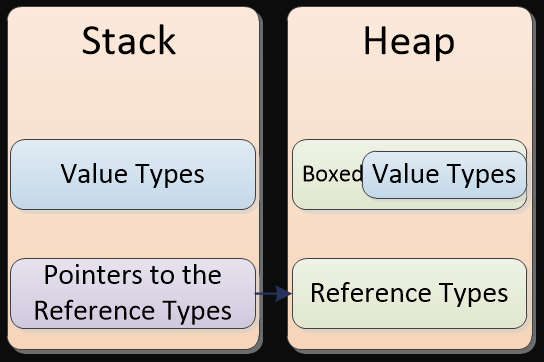 Stack
Value Types
Pointers to the
Reference Types
Heap
Boxed Value Types
Reference Types